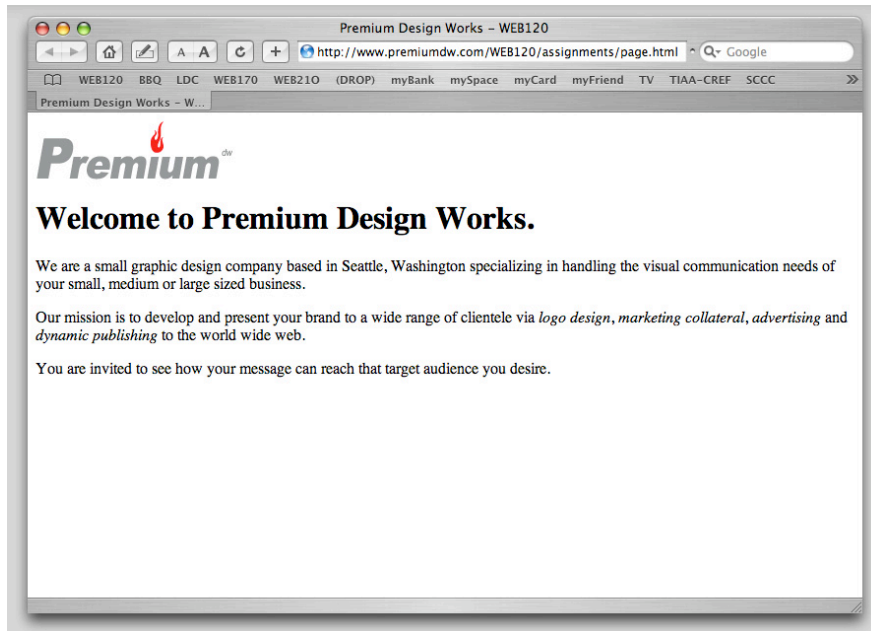 Premium Design Works – WEB120
A A
http://www.premiumdw.com/WEB120/assignments/page.html Google
WEB120 BBQ LDC WEB170 WEB210 (DROP) myBank mySpace myCard myFriend TV TIAA-CREF SCCC
Premium Design Works – W...
Premium dw
Welcome to Premium Design Works.
We are a small graphic design company based in Seattle, Washington specializing in handling the visual communication needs of
your small, medium or large sized business.
Our mission is to develop and present your brand to a wide range of clientele via logo design, marketing collateral, advertising and
dynamic publishing to the world wide web.
You are invited to see how your message can reach that target audience you desire.